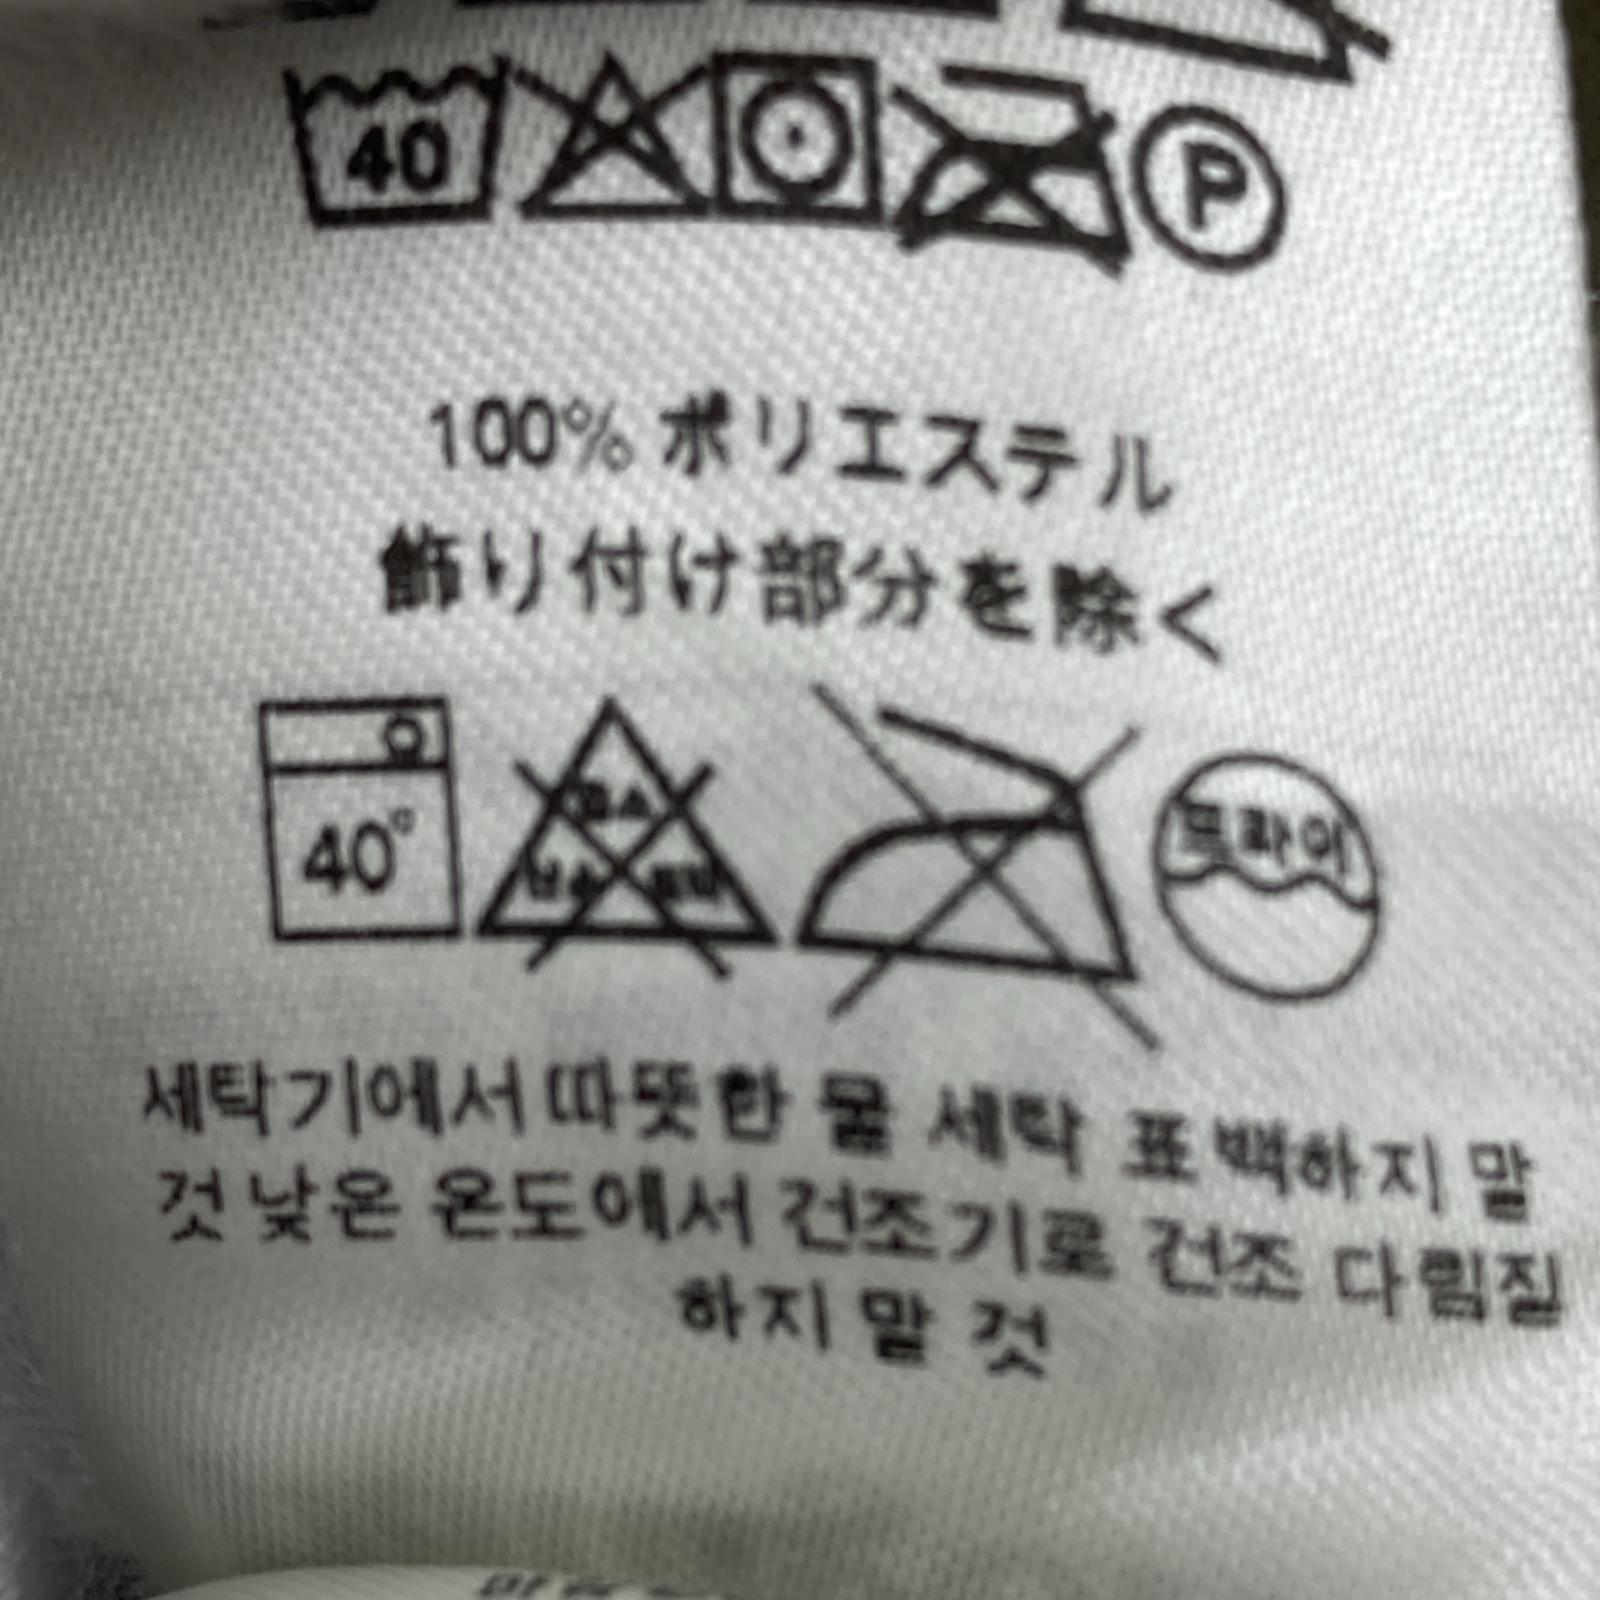 40 P
100% ポリエステル
飾り付け部分を除く
40° 드라이
세탁기에서 따뜻한 물 세탁 표백하지 말
것 낮은 온도에서 건조기로 건조 다림질
하지 말 것